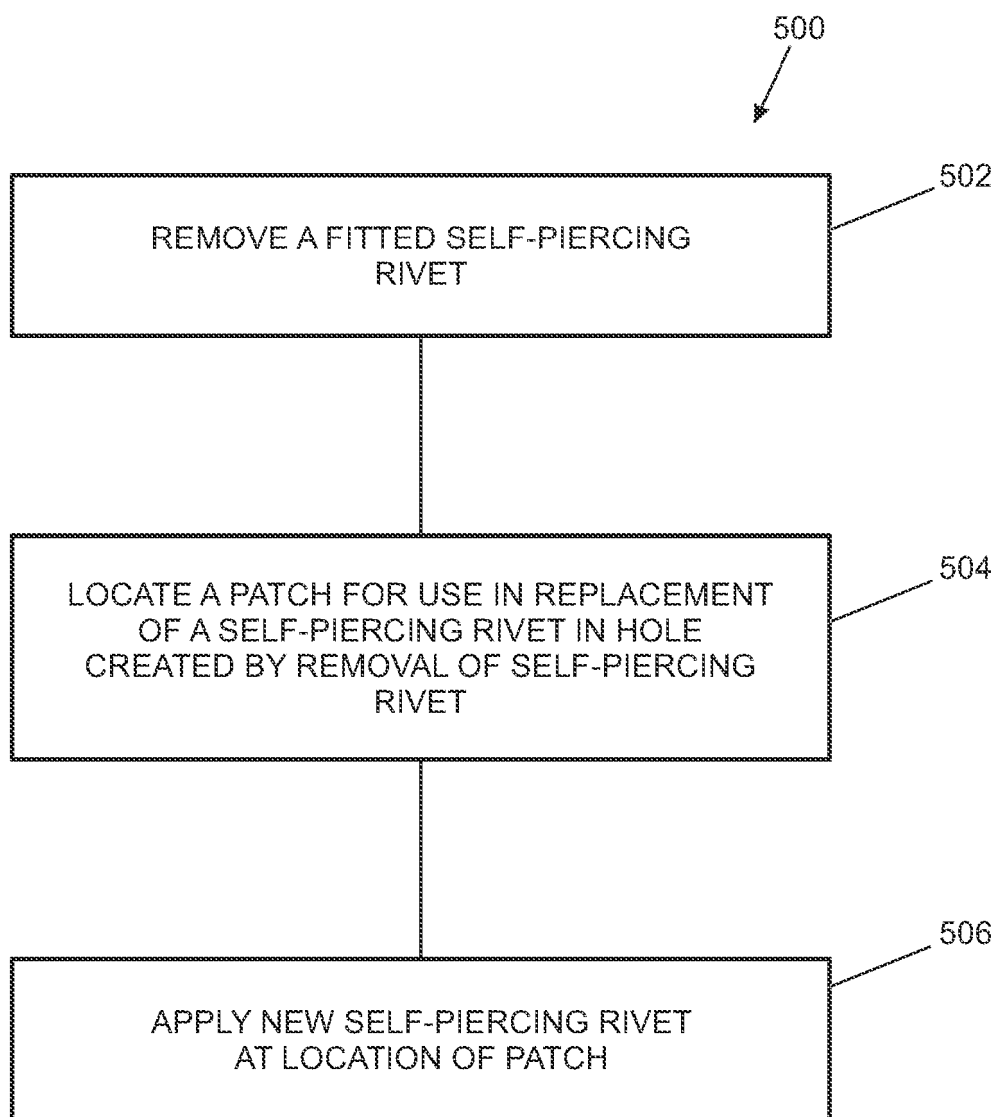 500
502
REMOVE A FITTED SELF-PIERCING
RIVET
504
LOCATE A PATCH FOR USE IN REPLACEMENT
OF A SELF-PIERCING RIVET IN HOLE
CREATED BY REMOVAL OF SELF-PIERCING
RIVET
506
APPLY NEW SELF-PIERCING RIVET
AT LOCATION OF PATCH